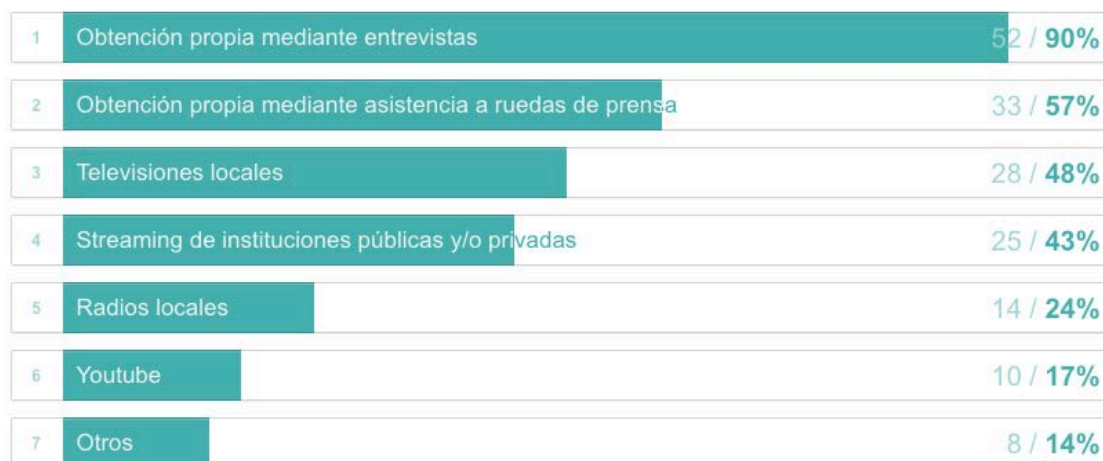 1 Obtención propia mediante entrevistas 52 / 90%
2 Obtención propia mediante asistencia a ruedas de prensa 33 / 57%
3 Televisiones locales 28 / 48%
4 Streaming de instituciones públicas y/o privadas 25 / 43%
5 Radios locales 14 / 24%
6 Youtube 10 / 17%
7 Otros 8 / 14%